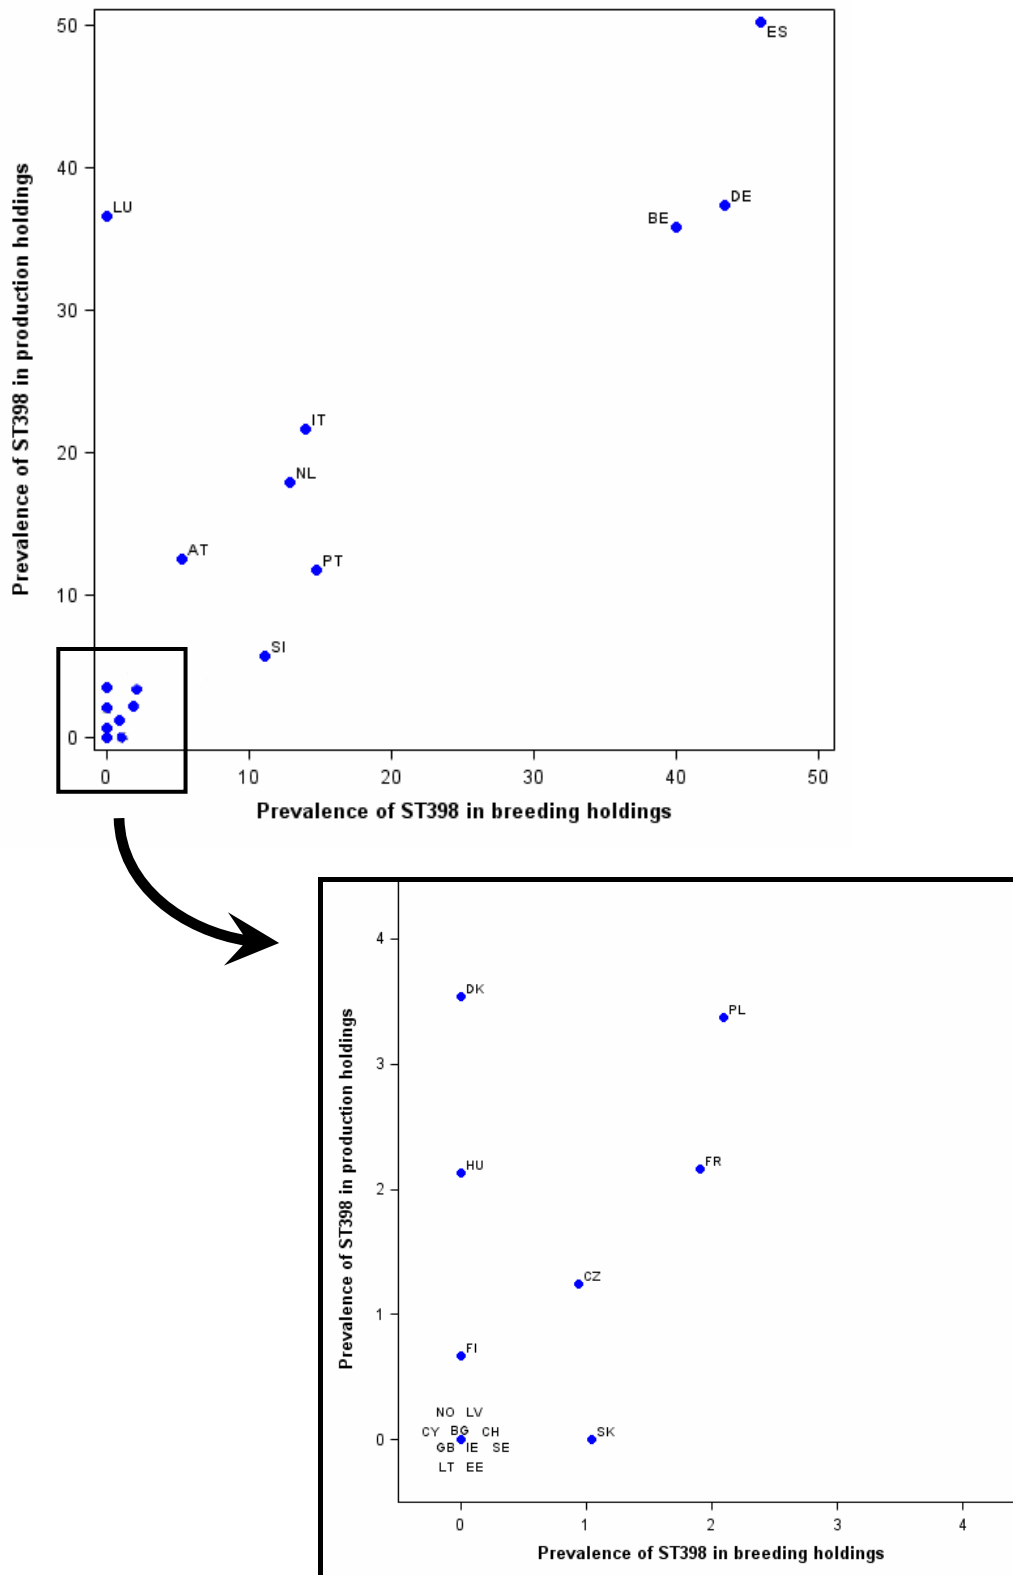 50
ES
40
LU
DE
BE
30
IT
20
NL
AT
PT
10
SI
0
0 10 20 30 40 50
Prevalence of ST398 in production holdings
Prevalence of ST398 in breeding holdings
4
DK
PL
3
HU
FR
2
CZ
1
FI
NO LV
CY BG CH
0
SK
GB IE SE
LT EE
0 1 2 3 4
Prevalence of ST398 in production holdings
Prevalence of ST398 in breeding holdings